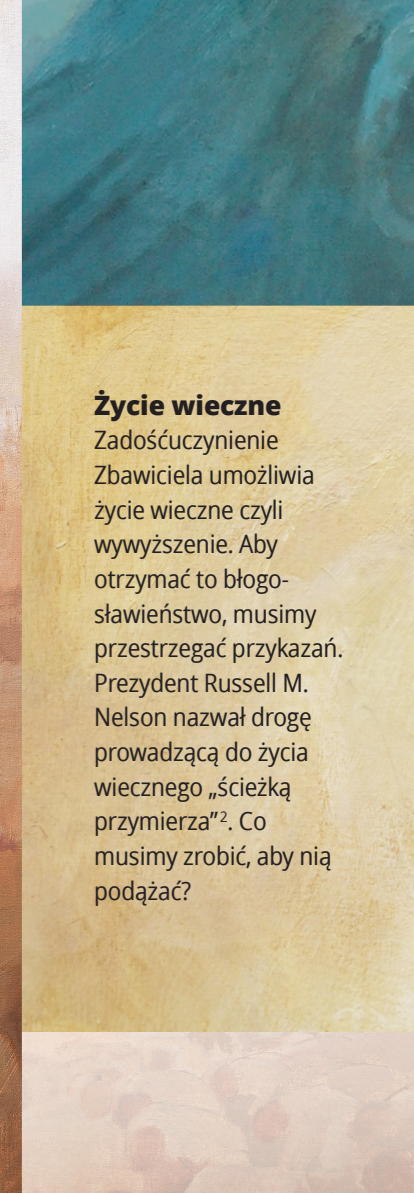 Życie wieczne
Zadośćuczynienie
Zbawiciela umożliwia
życie wieczne czyli
wywyższenie. Aby
otrzymać to błogo-
sławieństwo, musimy
przestrzegać przykazań.
Prezydent Russell M.
Nelson nazwał drogę
prowadzącą do życia
wiecznego „ścieżką
przymierza”². Co
musimy zrobić, aby nią
podążać?